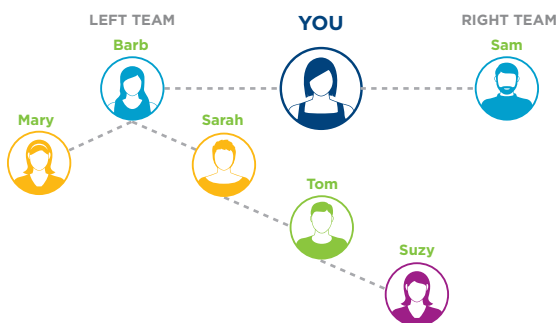 LEFT TEAM
YOU
RIGHT TEAM
Barb
Sam
Mary
Sarah
Tom
Suzy